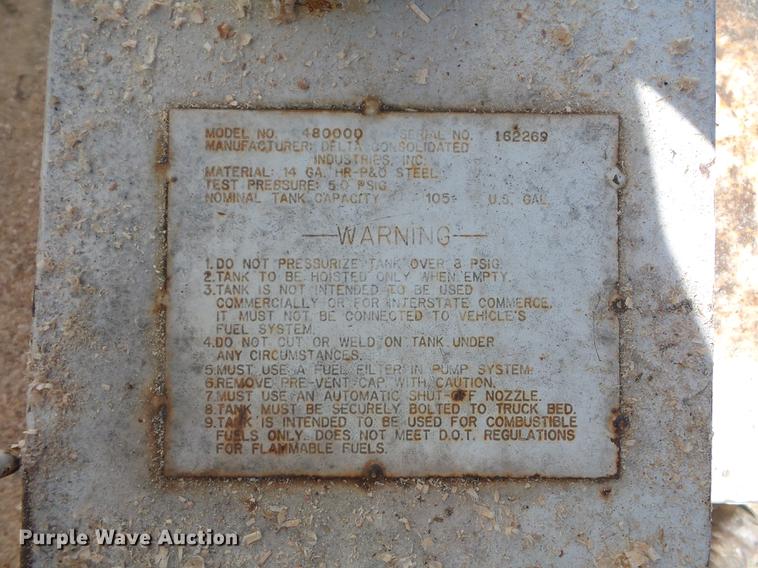 MODEL NO. 480000 SERIAL NO. 162269
MANUFACTURER: DELTA CONSOLIDATED
INDUSTRIES, INC.
MATERIAL: 14 GA. HR-P&O STEEL
TEST PRESSURE: 5.0 PSIG
NOMINAL TANK CAPACITY 105 U.S. GAL.
WARNING
1. DO NOT PRESSURIZE TANK OVER 3 PSIG.
2. TANK TO BE HOISTED ONLY WHEN EMPTY.
3. TANK IS NOT INTENDED TO BE USED
COMMERCIALLY OR FOR INTERSTATE COMMERCE.
IT MUST NOT BE CONNECTED TO VEHICLE'S
FUEL SYSTEM.
4. DO NOT CUT OR WELD ON TANK UNDER
ANY CIRCUMSTANCES.
5. MUST USE A FUEL FILTER IN PUMP SYSTEM.
6. REMOVE PRE-VENT CAP WITH CAUTION.
7. MUST USE AN AUTOMATIC SHUT-OFF NOZZLE.
8. TANK MUST BE SECURELY BOLTED TO TRUCK BED.
9. TANK IS INTENDED TO BE USED FOR COMBUSTIBLE
FUELS ONLY. DOES NOT MEET D.O.T. REGULATIONS
FOR FLAMMABLE FUELS.
Purple Wave Auction